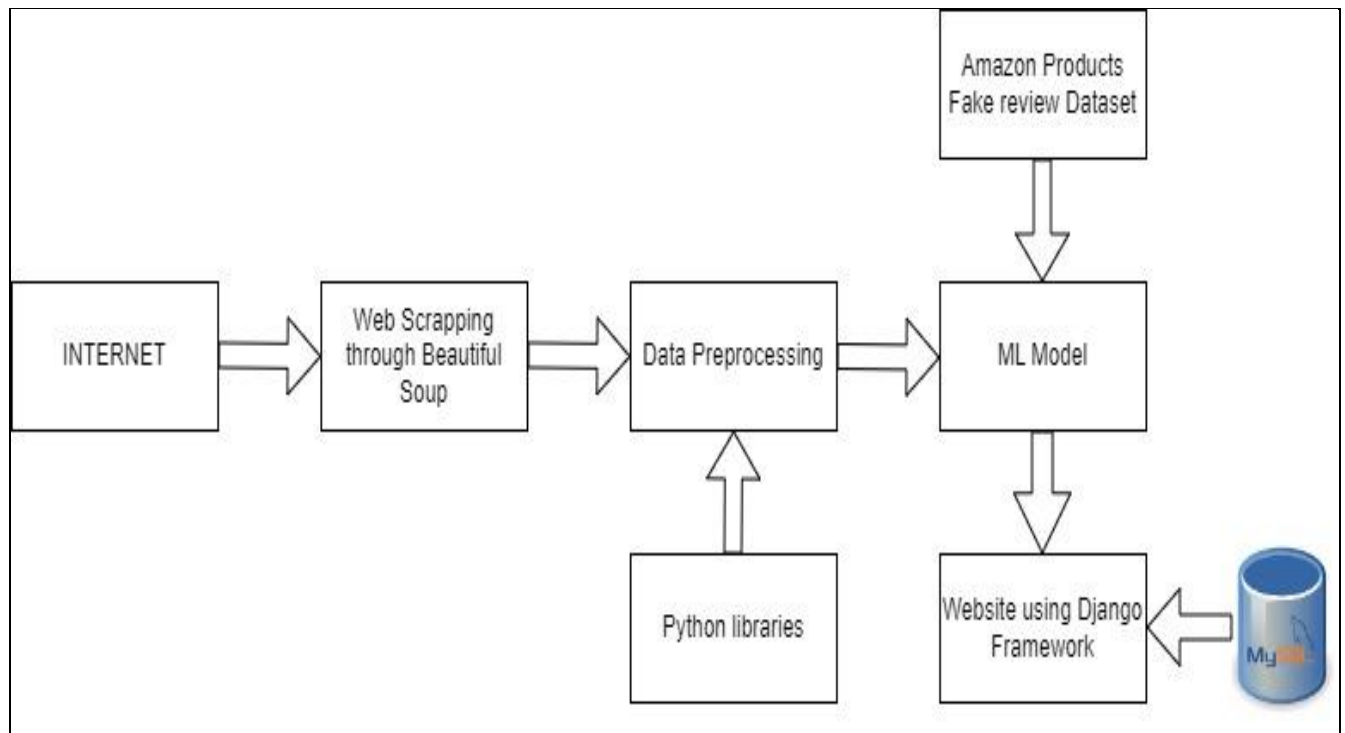 Amazon Products
Fake review Dataset
INTERNET
Web Scrapping
through Beautiful
Soup
Data Preprocessing
ML Model
Python libraries
Website using Django
Framework
MySQL